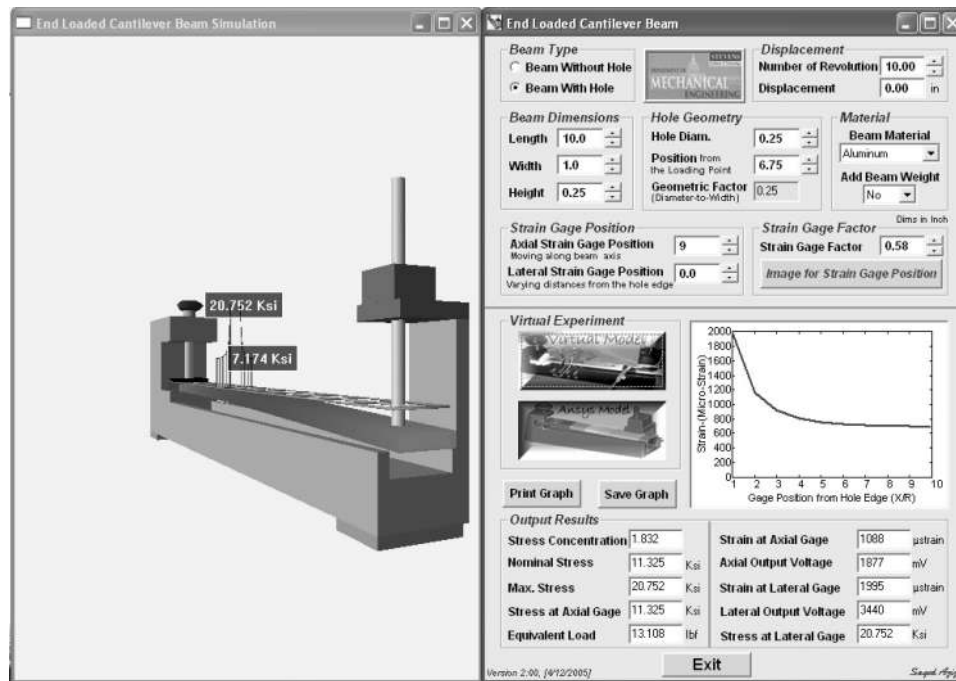 End Loaded Cantilever Beam Simulation
20.752 Ksi
7.174 Ksi
End Loaded Cantilever Beam
Beam Type
Beam Without Hole
Beam With Hole
STEVENS
DEPARTMENT OF
MECHANICAL
ENGINEERING
Displacement
Number of Revolution 10.00
Displacement 0.00 in
Beam Dimensions
Length 10.0
Width 1.0
Height 0.25
Hole Geometry
Hole Diam. 0.25
Position from
the Loading Point 6.75
Geometric Factor 0.25
(Diameter-to-Width)
Material
Beam Material
Aluminum
Add Beam Weight
No
Dims in Inch
Strain Gage Position
Axial Strain Gage Position 9
Moving along beam axis
Lateral Strain Gage Position 0.0
Varying distances from the hole edge
Strain Gage Factor
Strain Gage Factor 0.58
Image for Strain Gage Position
Virtual Experiment
Virtual Model
Ansys Model
Print Graph
Save Graph
Strain-(Micro-Strain)
2000
1800
1600
1400
1200
1000
800
600
400
200
0
1 2 3 4 5 6 7 8 9 10
Gage Position from Hole Edge (X/R)
Output Results
Stress Concentration 1.832
Nominal Stress 11.325 Ksi
Max. Stress 20.752 Ksi
Stress at Axial Gage 11.325 Ksi
Equivalent Load 13.108 lbf
Strain at Axial Gage 1088 µstrain
Axial Output Voltage 1877 mV
Strain at Lateral Gage 1995 µstrain
Lateral Output Voltage 3440 mV
Stress at Lateral Gage 20.752 Ksi
Version 2.00, [4/12/2005]
Exit